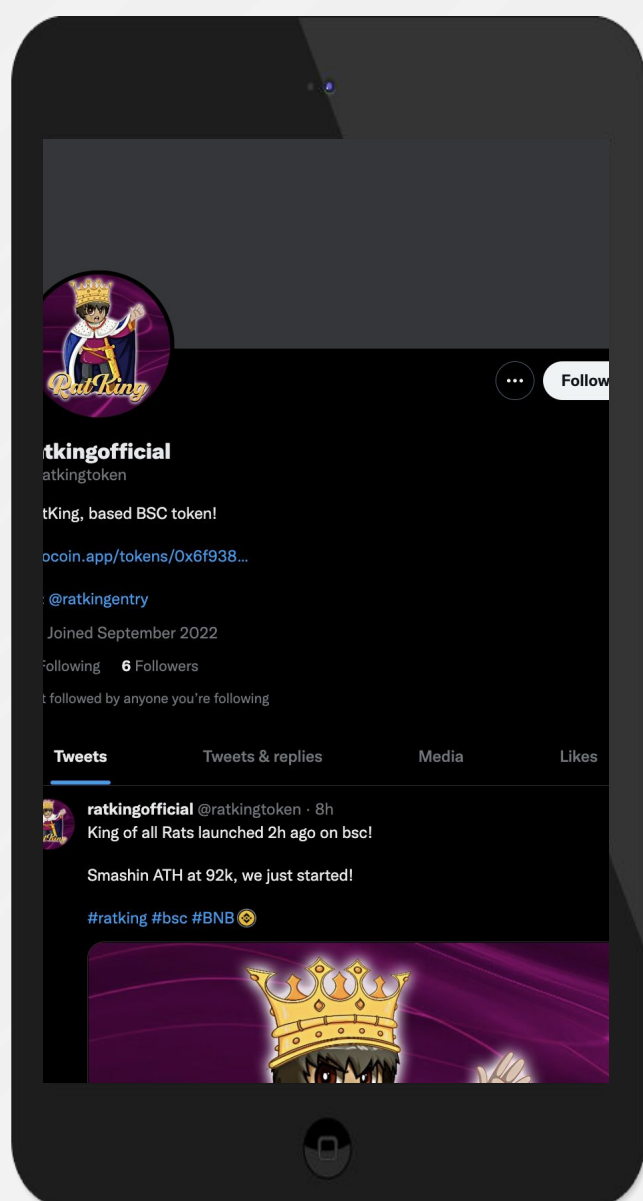 RatKing
...
Follow
tkingofficial
atkingtoken
tKing, based BSC token!
ocoin.app/tokens/0x6f938...
: @ratkingentry
Joined September 2022
Following 6 Followers
t followed by anyone you're following
Tweets Tweets & replies Media Likes
ratkingofficial @ratkingtoken · 8h
King of all Rats launched 2h ago on bsc!
Smashin ATH at 92k, we just started!
#ratking #bsc #BNB